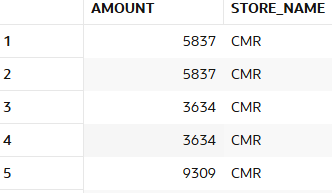 AMOUNT STORE_NAME
1 5837 CMR
2 5837 CMR
3 3634 CMR
4 3634 CMR
5 9309 CMR